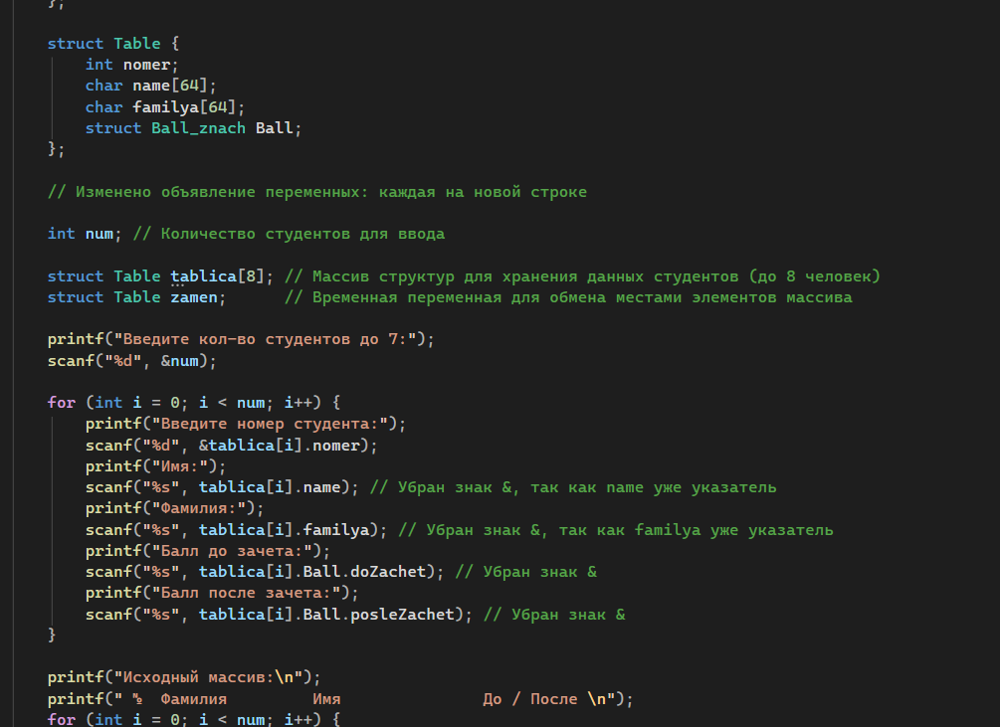 };
struct Table {
    int nomer;
    char name[64];
    char familya[64];
    struct Ball_znach Ball;
};
// Изменено объявление переменных: каждая на новой строке
int num; // Количество студентов для ввода
struct Table tablica[8]; // Массив структур для хранения данных студентов (до 8 человек)
struct Table zamen;      // Временная переменная для обмена местами элементов массива
printf("Введите кол-во студентов до 7:");
scanf("%d", &num);
for (int i = 0; i < num; i++) {
    printf("Введите номер студента:");
    scanf("%d", &tablica[i].nomer);
    printf("Имя:");
    scanf("%s", tablica[i].name); // Убран знак &, так как name уже указатель
    printf("Фамилия:");
    scanf("%s", tablica[i].familya); // Убран знак &, так как familya уже указатель
    printf("Балл до зачета:");
    scanf("%s", tablica[i].Ball.doZachet); // Убран знак &
    printf("Балл после зачета:");
    scanf("%s", tablica[i].Ball.posleZachet); // Убран знак &
}
printf("Исходный массив:\n");
printf(" №  Фамилия         Имя               До / После \n");
for (int i = 0; i < num; i++) {